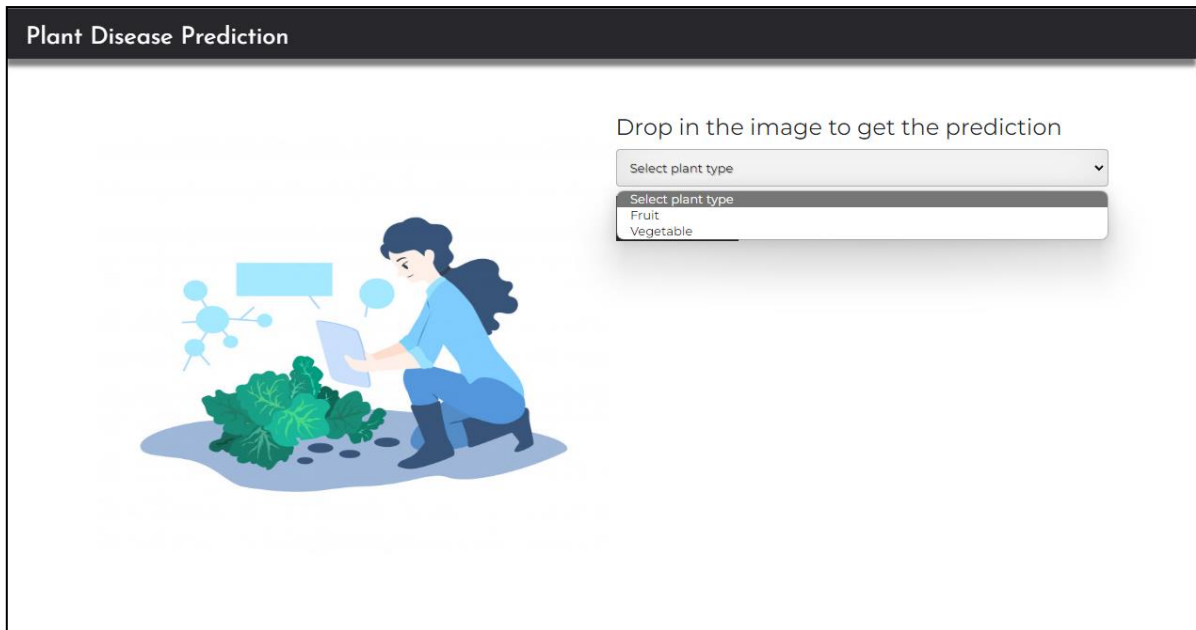 Plant Disease Prediction
Drop in the image to get the prediction
Select plant type
Select plant type
Fruit
Vegetable